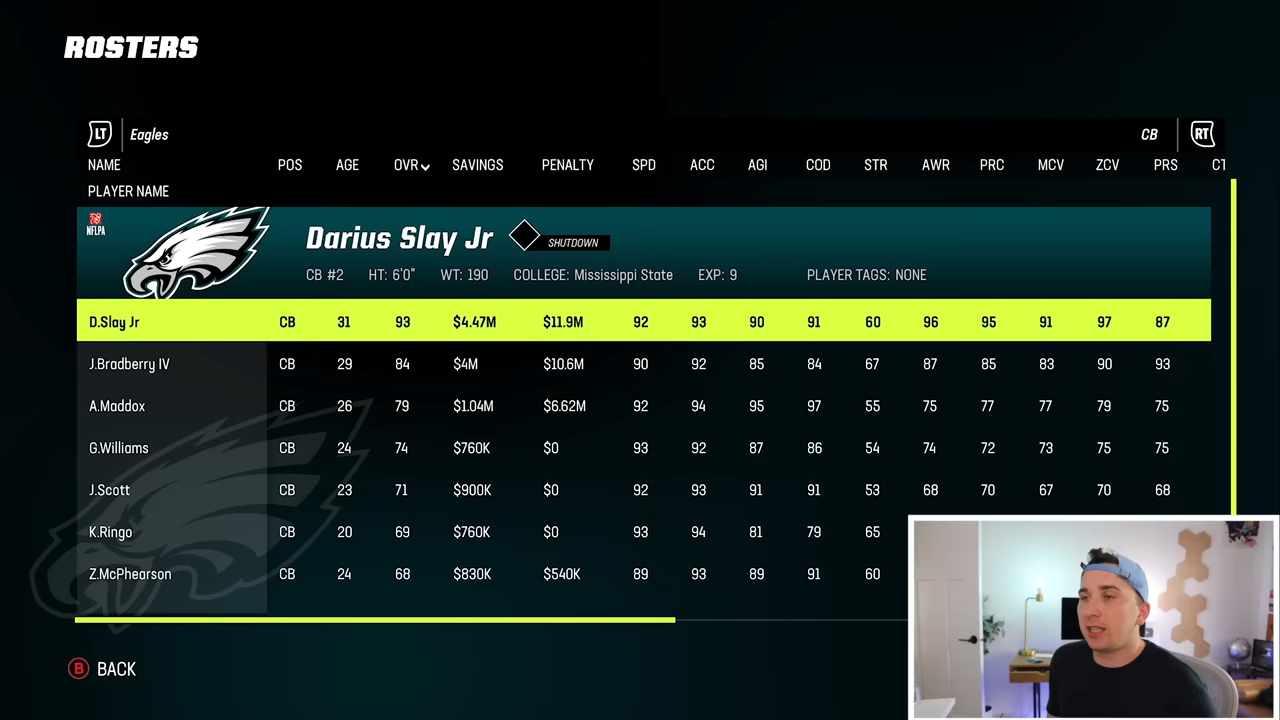 ROSTERS
LT Eagles CB RT
NAME POS AGE OVR SAVINGS PENALTY SPD ACC AGI COD STR AWR PRC MCV ZCV PRS CT
PLAYER NAME
NFLPA
Darius Slay Jr SHUTDOWN
CB #2 HT: 6'0" WT: 190 COLLEGE: Mississippi State EXP: 9 PLAYER TAGS: NONE
D.Slay Jr CB 31 93 $4.47M $11.9M 92 93 90 91 60 96 95 91 97 87
J.Bradberry IV CB 29 84 $4M $10.6M 90 92 85 84 67 87 85 83 90 93
A.Maddox CB 26 79 $1.04M $6.62M 92 94 95 97 55 75 77 77 79 75
G.Williams CB 24 74 $760K $0 93 92 87 86 54 74 72 73 75 75
J.Scott CB 23 71 $900K $0 92 93 91 91 53 68 70 67 70 68
K.Ringo CB 20 69 $760K $0 93 94 81 79 65
Z.McPhearson CB 24 68 $830K $540K 89 93 89 91 60
B BACK